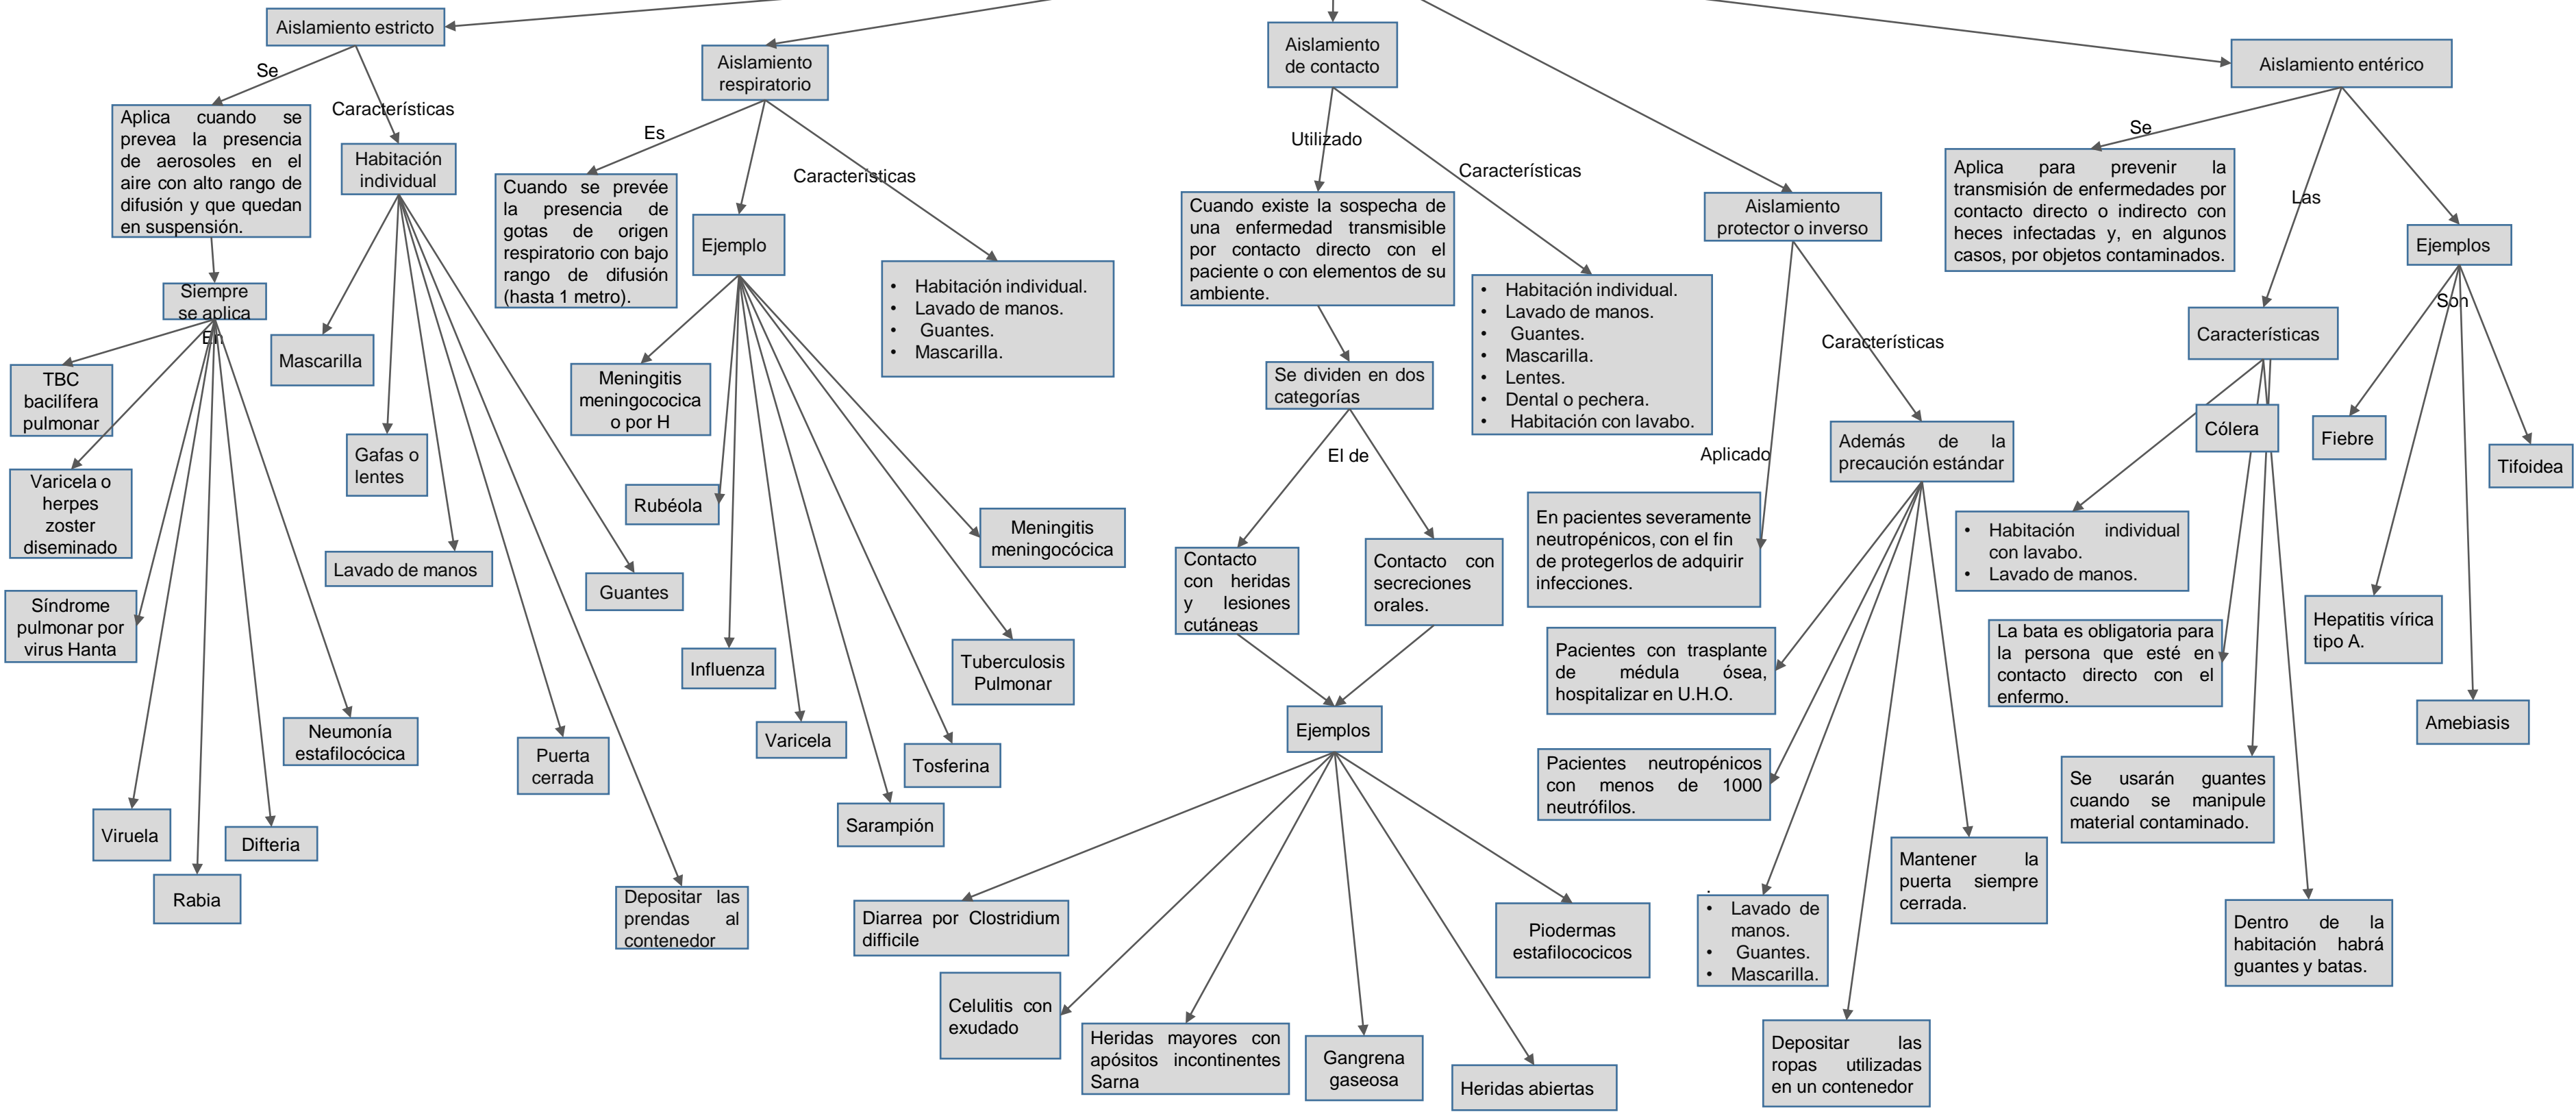 Aislamiento estricto
Se
Características
Aplica cuando se
prevea la presencia
de aerosoles en el
aire con alto rango de
difusión y que quedan
en suspensión.
Siempre
se aplica
En
TBC
bacilífera
pulmonar
Varicela o
herpes
zoster
diseminado
Síndrome
pulmonar por
virus Hanta
Viruela
Rabia
Difteria
Neumonía
estafilocócica
Habitación
individual
Mascarilla
Gafas o
lentes
Lavado de manos
Puerta
cerrada
Depositar las
prendas al
contenedor
Guantes
Aislamiento
respiratorio
Es
Características
Cuando se prevée
la presencia de
gotas de origen
respiratorio con bajo
rango de difusión
(hasta 1 metro).
Ejemplo
• Habitación individual.
• Lavado de manos.
• Guantes.
• Mascarilla.
Meningitis
meningococica
o por H
Rubéola
Influenza
Varicela
Sarampión
Tosferina
Tuberculosis
Pulmonar
Meningitis
meningocócica
Aislamiento
de contacto
Utilizado
Características
Cuando existe la sospecha de
una enfermedad transmisible
por contacto directo con el
paciente o con elementos de su
ambiente.
• Habitación individual.
• Lavado de manos.
• Guantes.
• Mascarilla.
• Lentes.
• Dental o pechera.
• Habitación con lavabo.
Se dividen en dos
categorías
El de
Contacto
con heridas
y lesiones
cutáneas
Contacto con
secreciones
orales.
Ejemplos
Diarrea por Clostridium
difficile
Celulitis con
exudado
Heridas mayores con
apósitos incontinentes
Sarna
Gangrena
gaseosa
Heridas abiertas
Piodermas
estafilococicos
Aislamiento
protector o inverso
Características
Aplicado
En pacientes severamente
neutropénicos, con el fin
de protegerlos de adquirir
infecciones.
Además de la
precaución estándar
Pacientes con trasplante
de médula ósea,
hospitalizar en U.H.O.
Pacientes neutropénicos
con menos de 1000
neutrófilos.
.
• Lavado de
manos.
• Guantes.
• Mascarilla.
Depositar las
ropas utilizadas
en un contenedor
Mantener la
puerta siempre
cerrada.
Aislamiento entérico
Se
Las
Aplica para prevenir la
transmisión de enfermedades por
contacto directo o indirecto con
heces infectadas y, en algunos
casos, por objetos contaminados.
Características
Cólera
• Habitación individual
con lavabo.
• Lavado de manos.
La bata es obligatoria para
la persona que esté en
contacto directo con el
enfermo.
Se usarán guantes
cuando se manipule
material contaminado.
Dentro de la
habitación habrá
guantes y batas.
Ejemplos
Son
Fiebre
Hepatitis vírica
tipo A.
Amebiasis
Tifoidea